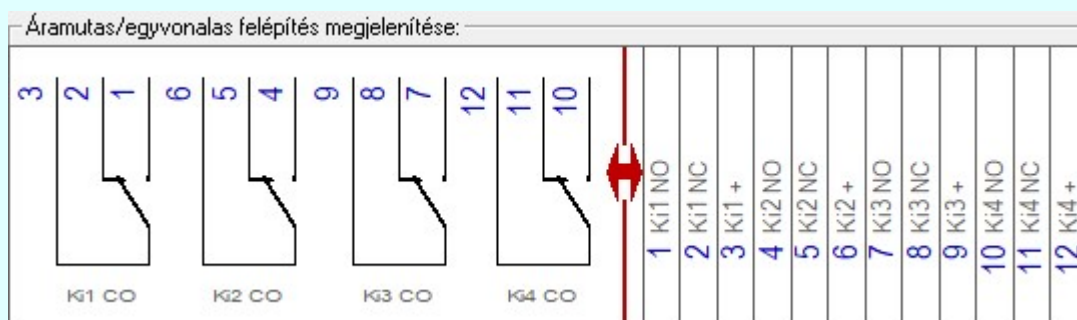 Áramutas/egyvonalas felépítés megjelenítése:
3 2 1 6 5 4 9 8 7 12 11 10
Ki1 CO Ki2 CO Ki3 CO Ki4 CO
1 Ki1 NO
2 Ki1 NC
3 Ki1 +
4 Ki2 NO
5 Ki2 NC
6 Ki2 +
7 Ki3 NO
8 Ki3 NC
9 Ki3 +
10 Ki4 NO
11 Ki4 NC
12 Ki4 +